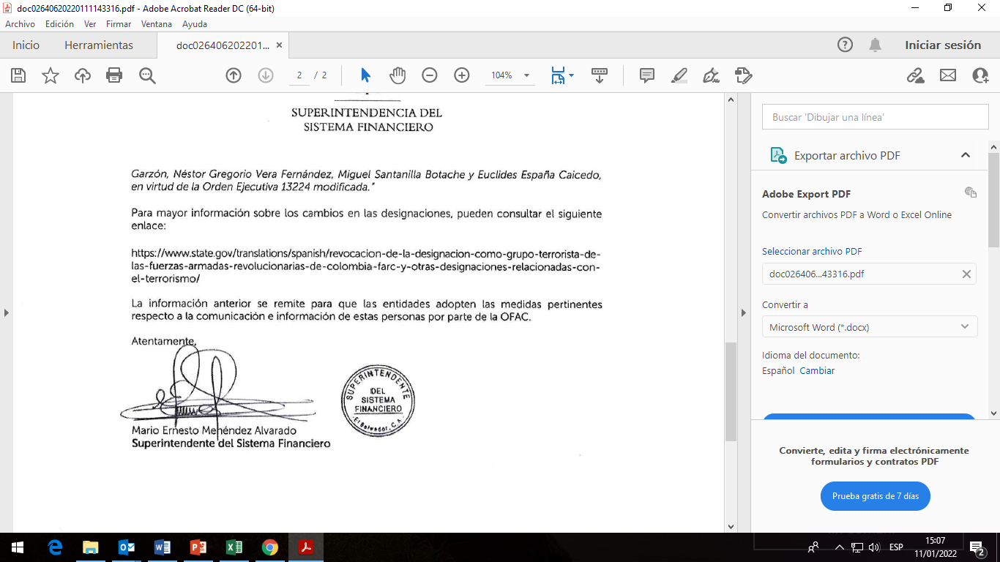 doc02640620220111143316.pdf - Adobe Acrobat Reader DC (64-bit)
Archivo Edición Ver Firmar Ventana Ayuda
Inicio Herramientas doc026406202201... ×
Iniciar sesión
2 / 2 104%
SUPERINTENDENCIA DEL
SISTEMA FINANCIERO
Garzón, Néstor Gregorio Vera Fernández, Miguel Santanilla Botache y Euclides España Caicedo,
en virtud de la Orden Ejecutiva 13224 modificada."
Para mayor información sobre los cambios en las designaciones, pueden consultar el siguiente
enlace:
https://www.state.gov/translations/spanish/revocacion-de-la-designacion-como-grupo-terrorista-de-
las-fuerzas-armadas-revolucionarias-de-colombia-farc-y-otras-designaciones-relacionadas-con-
el-terrorismo/
La información anterior se remite para que las entidades adopten las medidas pertinentes
respecto a la comunicación e información de estas personas por parte de la OFAC.
Atentamente,
SUPERINTENDENTE
DEL
SISTEMA
FINANCIERO
El Salvador, C.A.
Mario Ernesto Menéndez Alvarado
Superintendente del Sistema Financiero
Buscar 'Dibujar una línea'
Exportar archivo PDF
Adobe Export PDF
Convertir archivos PDF a Word o Excel Online
Seleccionar archivo PDF
doc026406...43316.pdf
Convertir a
Microsoft Word (*.docx)
Idioma del documento:
Español Cambiar
Convierte, edita y firma electrónicamente
formularios y contratos PDF
Prueba gratis de 7 días
ESP
15:07
11/01/2022
2